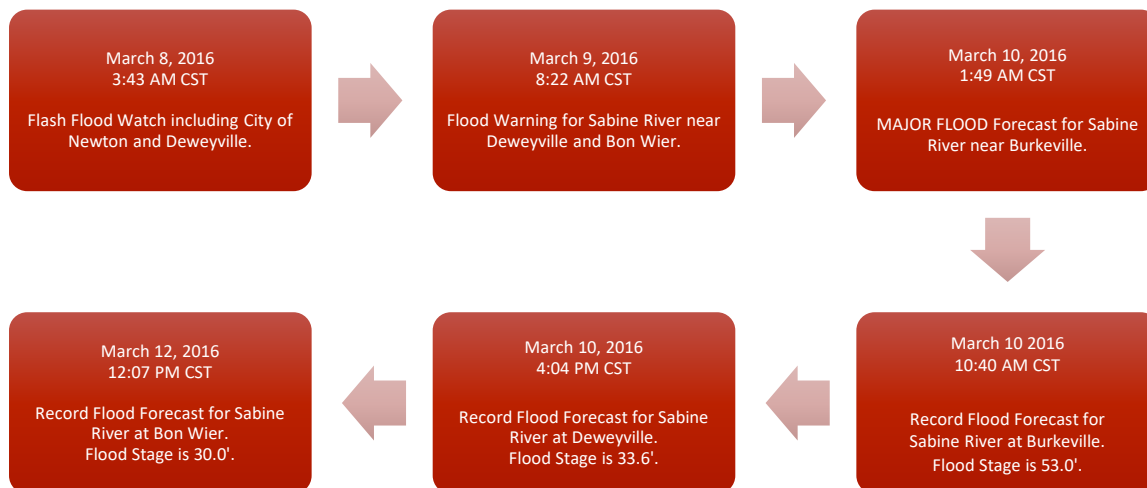 March 8, 2016
3:43 AM CST
Flash Flood Watch including City of
Newton and Deweyville.
March 9, 2016
8:22 AM CST
Flood Warning for Sabine River near
Deweyville and Bon Wier.
March 10, 2016
1:49 AM CST
MAJOR FLOOD Forecast for Sabine
River near Burkeville.
March 10 2016
10:40 AM CST
Record Flood Forecast for
Sabine River at Burkeville.
Flood Stage is 53.0'.
March 10, 2016
4:04 PM CST
Record Flood Forecast for Sabine
River at Deweyville.
Flood Stage is 33.6'.
March 12, 2016
12:07 PM CST
Record Flood Forecast for Sabine
River at Bon Wier.
Flood Stage is 30.0'.